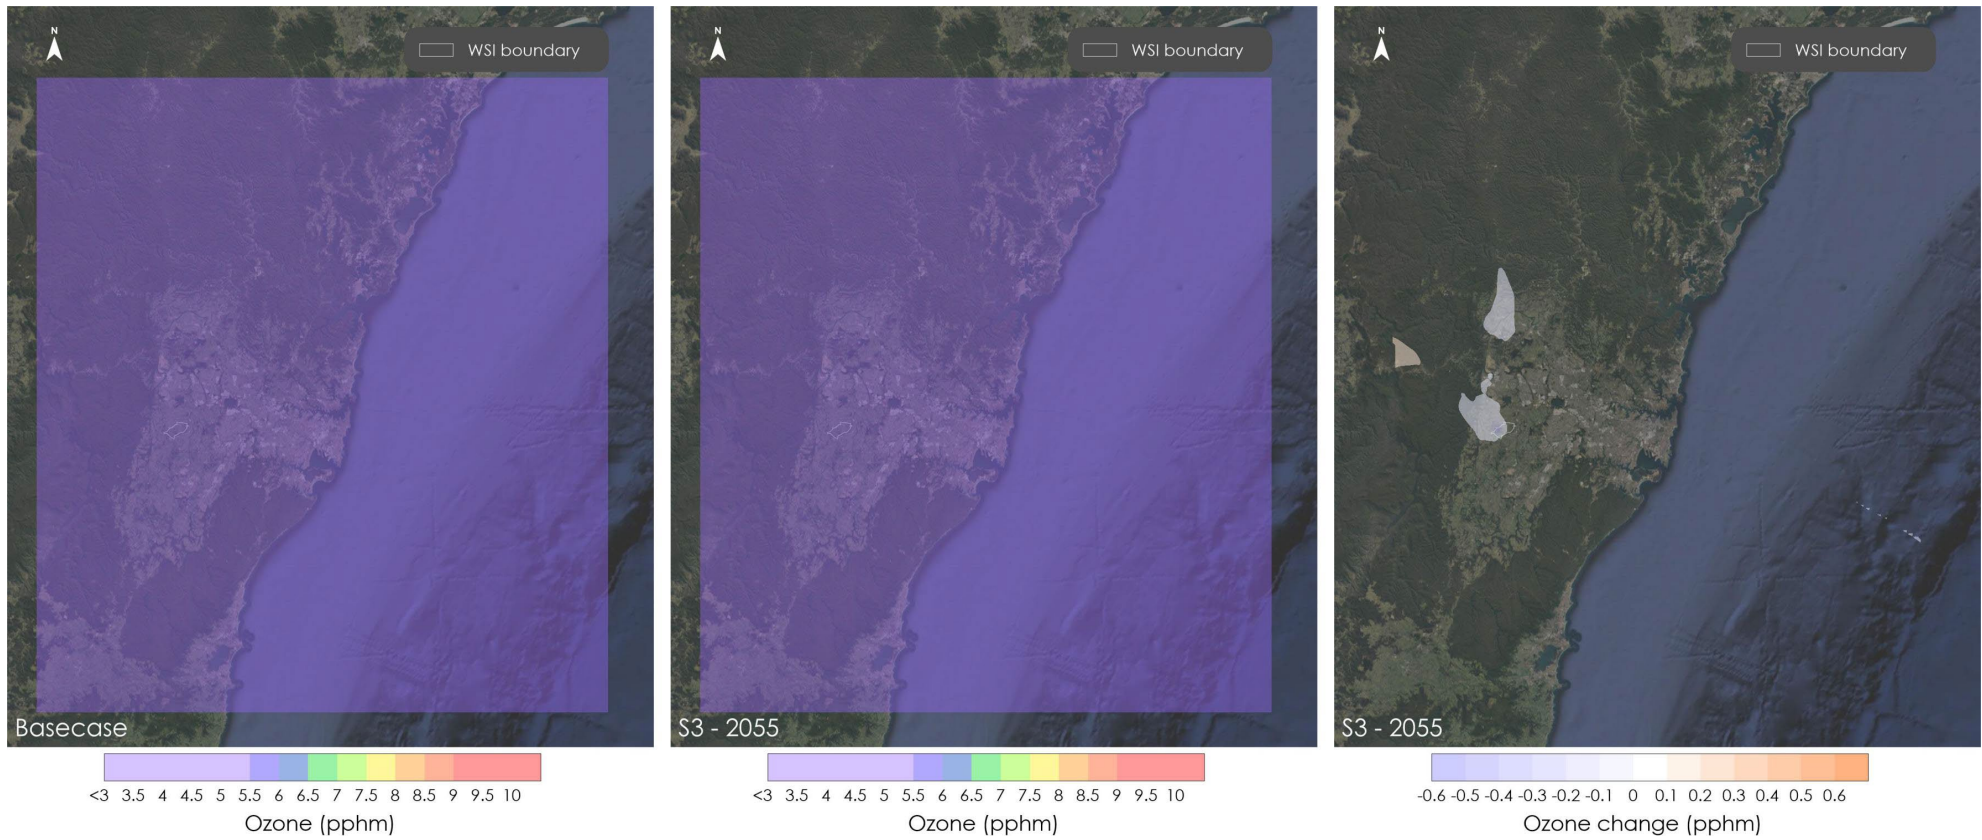 N
WSI boundary
N
WSI boundary
N
WSI boundary
Basecase
S3 - 2055
S3 - 2055
<3 3.5 4 4.5 5 5.5 6 6.5 7 7.5 8 8.5 9 9.5 10
Ozone (pphm)
<3 3.5 4 4.5 5 5.5 6 6.5 7 7.5 8 8.5 9 9.5 10
Ozone (pphm)
-0.6 -0.5 -0.4 -0.3 -0.2 -0.1 0 0.1 0.2 0.3 0.4 0.5 0.6
Ozone change (pphm)